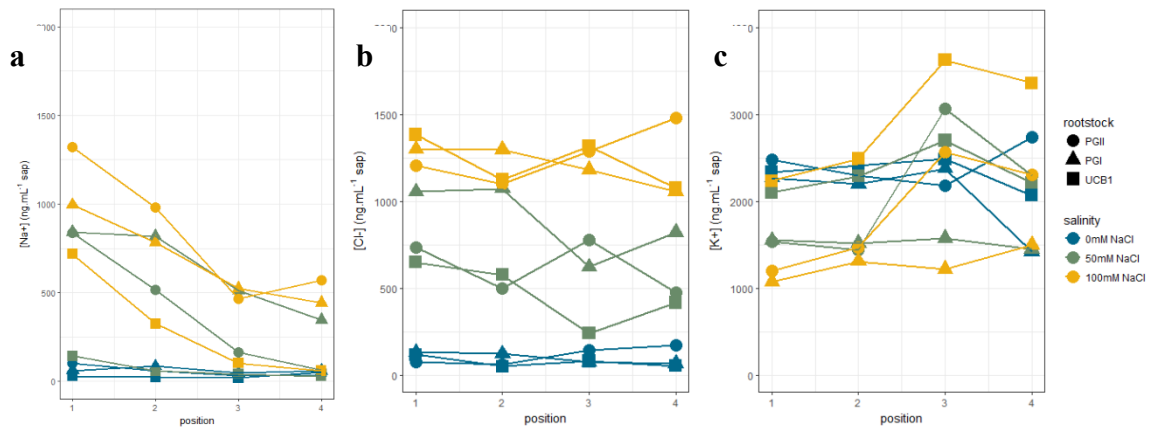 a
[Na+] (ng.mL⁻¹ sap)
1500
1000
500
0
1 2 3 4
position
b
[Cl-] (ng.mL⁻¹ sap)
1500
1000
500
0
1 2 3 4
position
c
[K+] (ng.mL⁻¹ sap)
3000
2000
1000
0
1 2 3 4
position
rootstock
PGII
PGI
UCB1
salinity
0mM NaCl
50mM NaCl
100mM NaCl